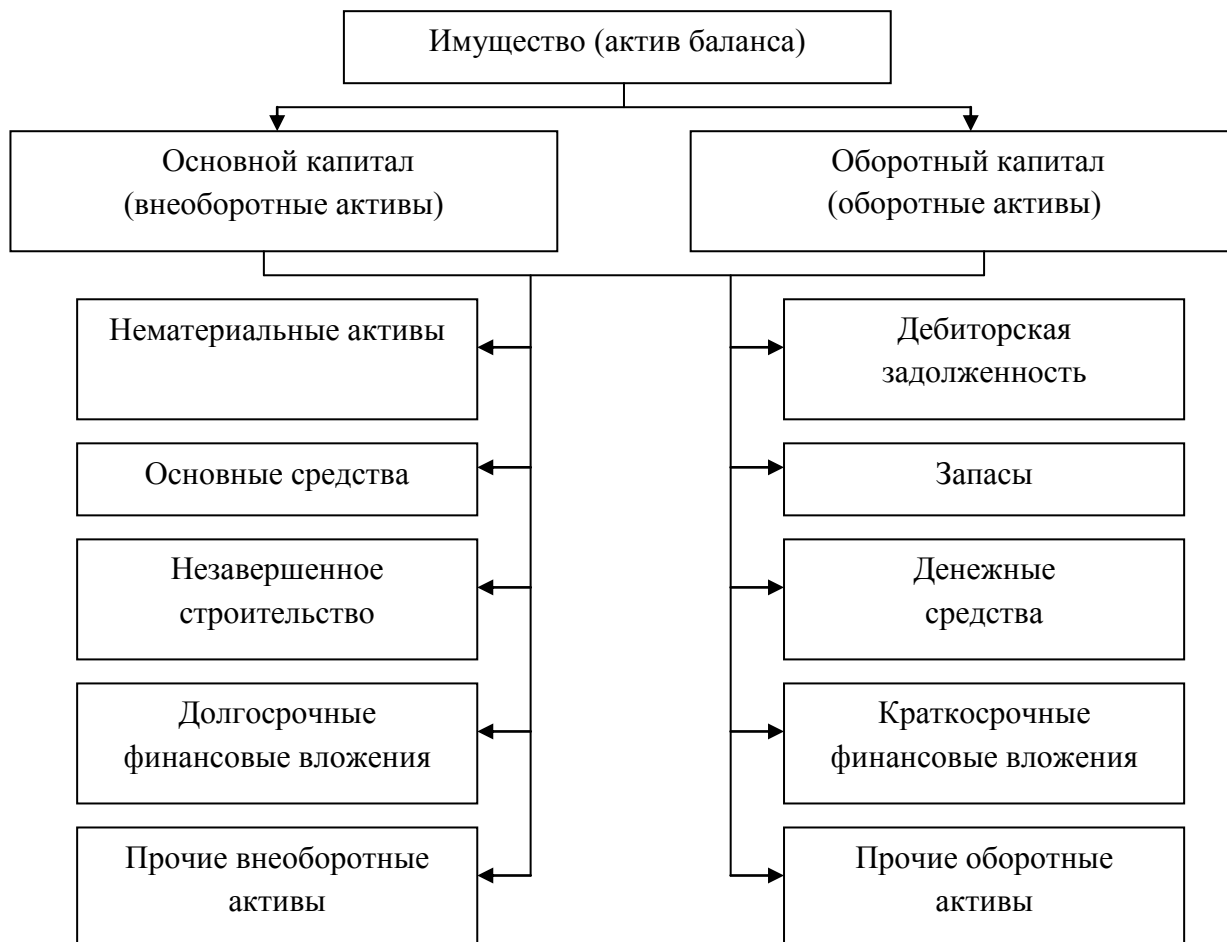 Имущество (актив баланса)
Основной капитал
(внеоборотные активы)
Оборотный капитал
(оборотные активы)
Нематериальные активы
Дебиторская
задолженность
Основные средства
Запасы
Незавершенное
строительство
Денежные
средства
Долгосрочные
финансовые вложения
Краткосрочные
финансовые вложения
Прочие внеоборотные
активы
Прочие оборотные
активы